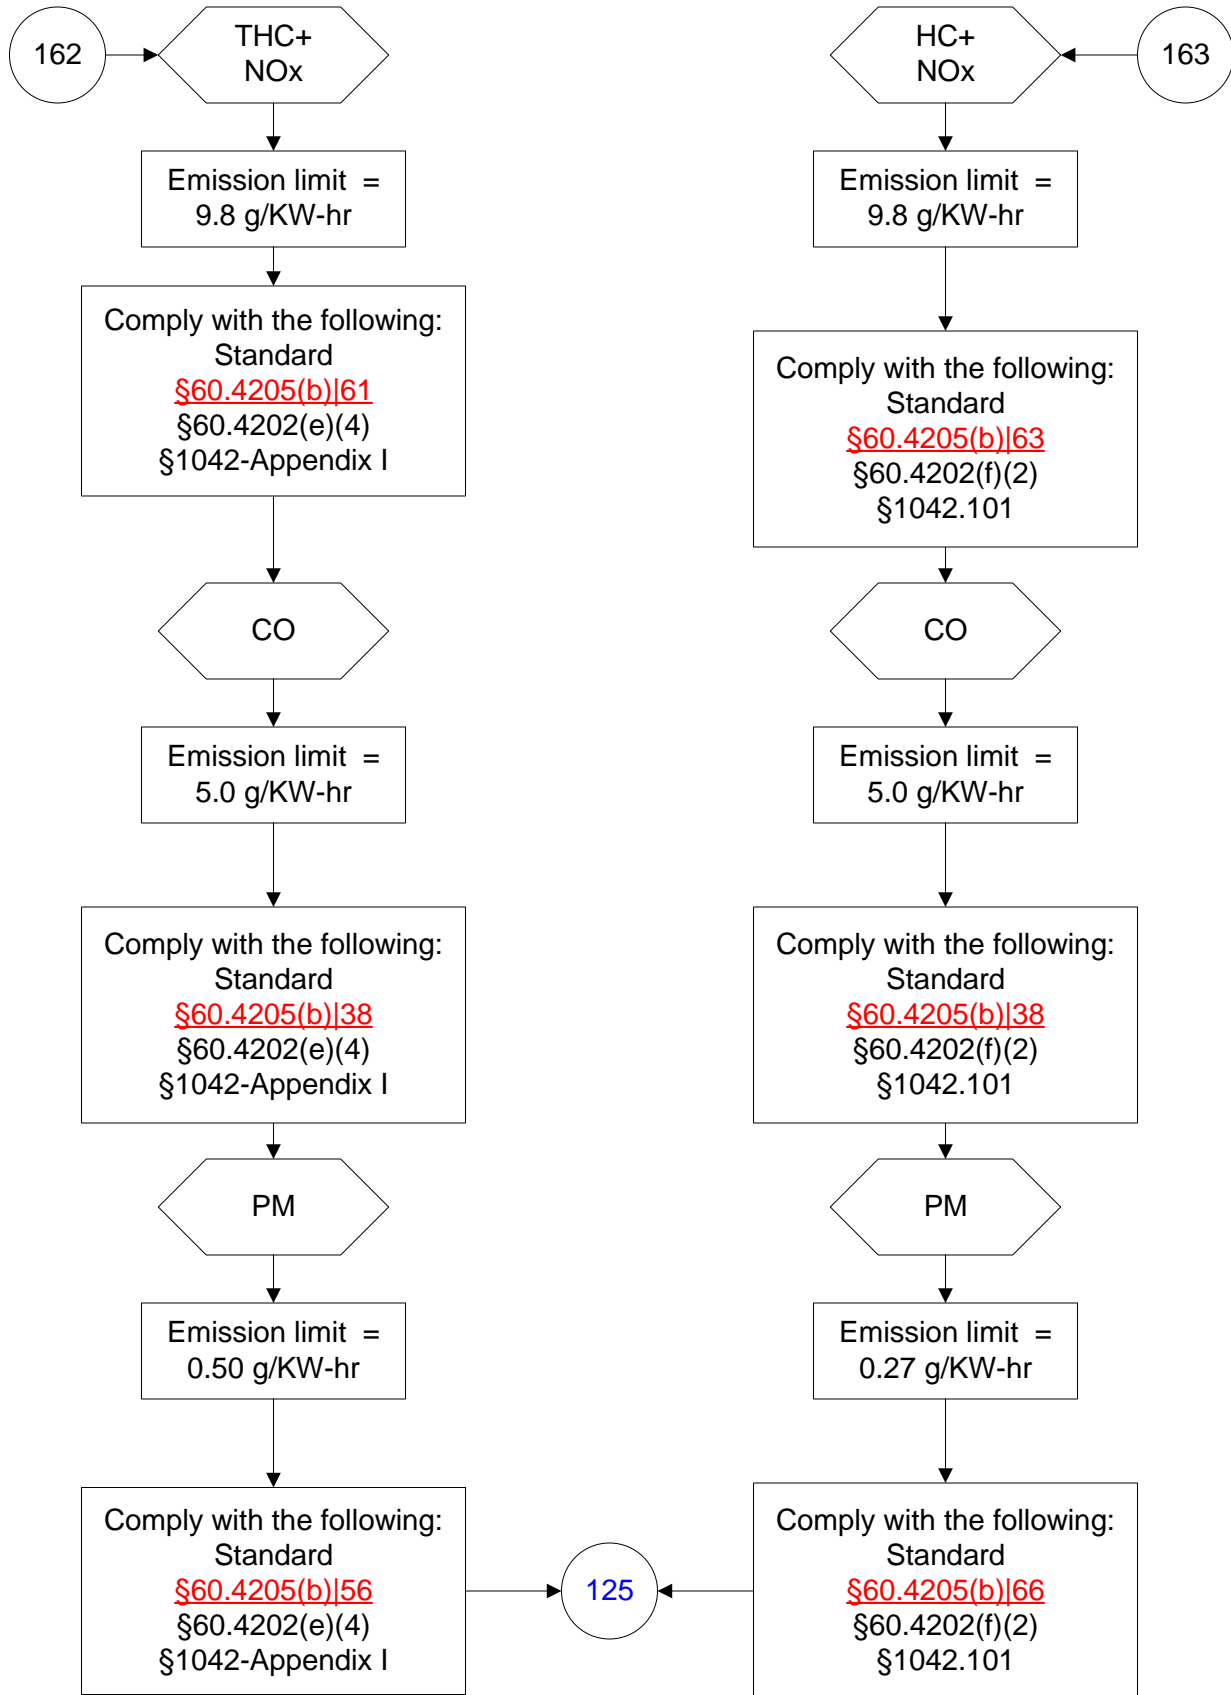 162
THC+
NOx
Emission limit  =
9.8 g/KW-hr
Comply with the following:
Standard
§60.4205(b)|61
§60.4202(e)(4)
§1042-Appendix I
CO
Emission limit  =
5.0 g/KW-hr
Comply with the following:
Standard
§60.4205(b)|38
§60.4202(e)(4)
§1042-Appendix I
PM
Emission limit  =
0.50 g/KW-hr
Comply with the following:
Standard
§60.4205(b)|56
§60.4202(e)(4)
§1042-Appendix I
125
HC+
NOx
163
Emission limit  =
9.8 g/KW-hr
Comply with the following:
Standard
§60.4205(b)|63
§60.4202(f)(2)
§1042.101
CO
Emission limit  =
5.0 g/KW-hr
Comply with the following:
Standard
§60.4205(b)|38
§60.4202(f)(2)
§1042.101
PM
Emission limit  =
0.27 g/KW-hr
Comply with the following:
Standard
§60.4205(b)|66
§60.4202(f)(2)
§1042.101